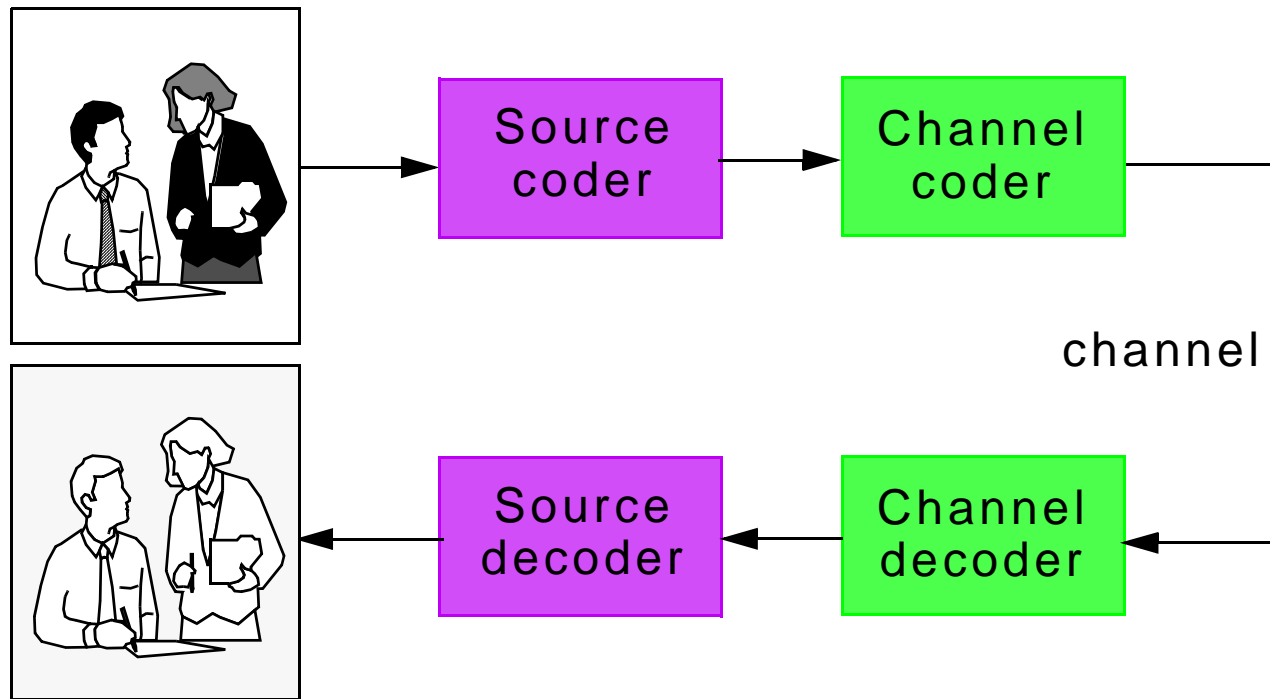 Source
coder
Channel
coder
channel
Source
decoder
Channel
decoder